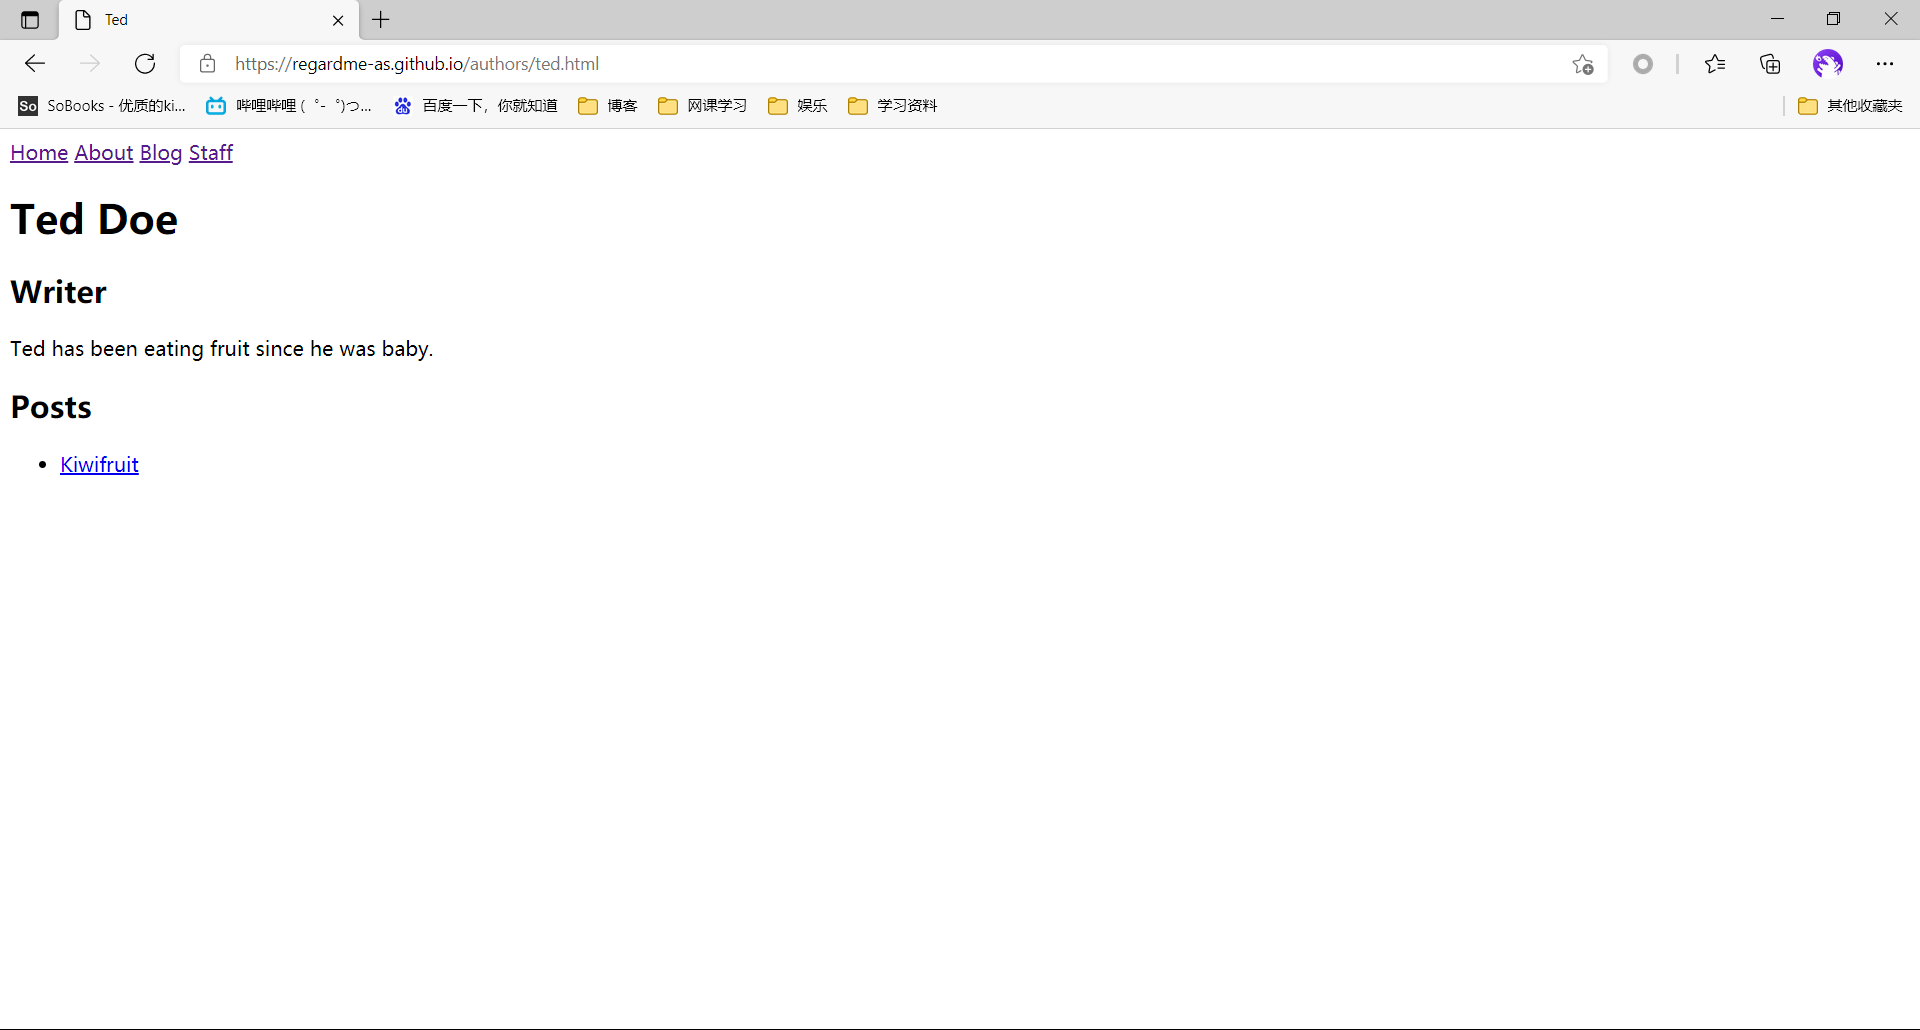 Ted
https://regardme-as.github.io/authors/ted.html
So SoBooks - 优质的ki... 哔哩哔哩 ( ゜- ゜)つ... 百度一下，你就知道 博客 网课学习 娱乐 学习资料 其他收藏夹
Home About Blog Staff
Ted Doe
Writer
Ted has been eating fruit since he was baby.
Posts
Kiwifruit